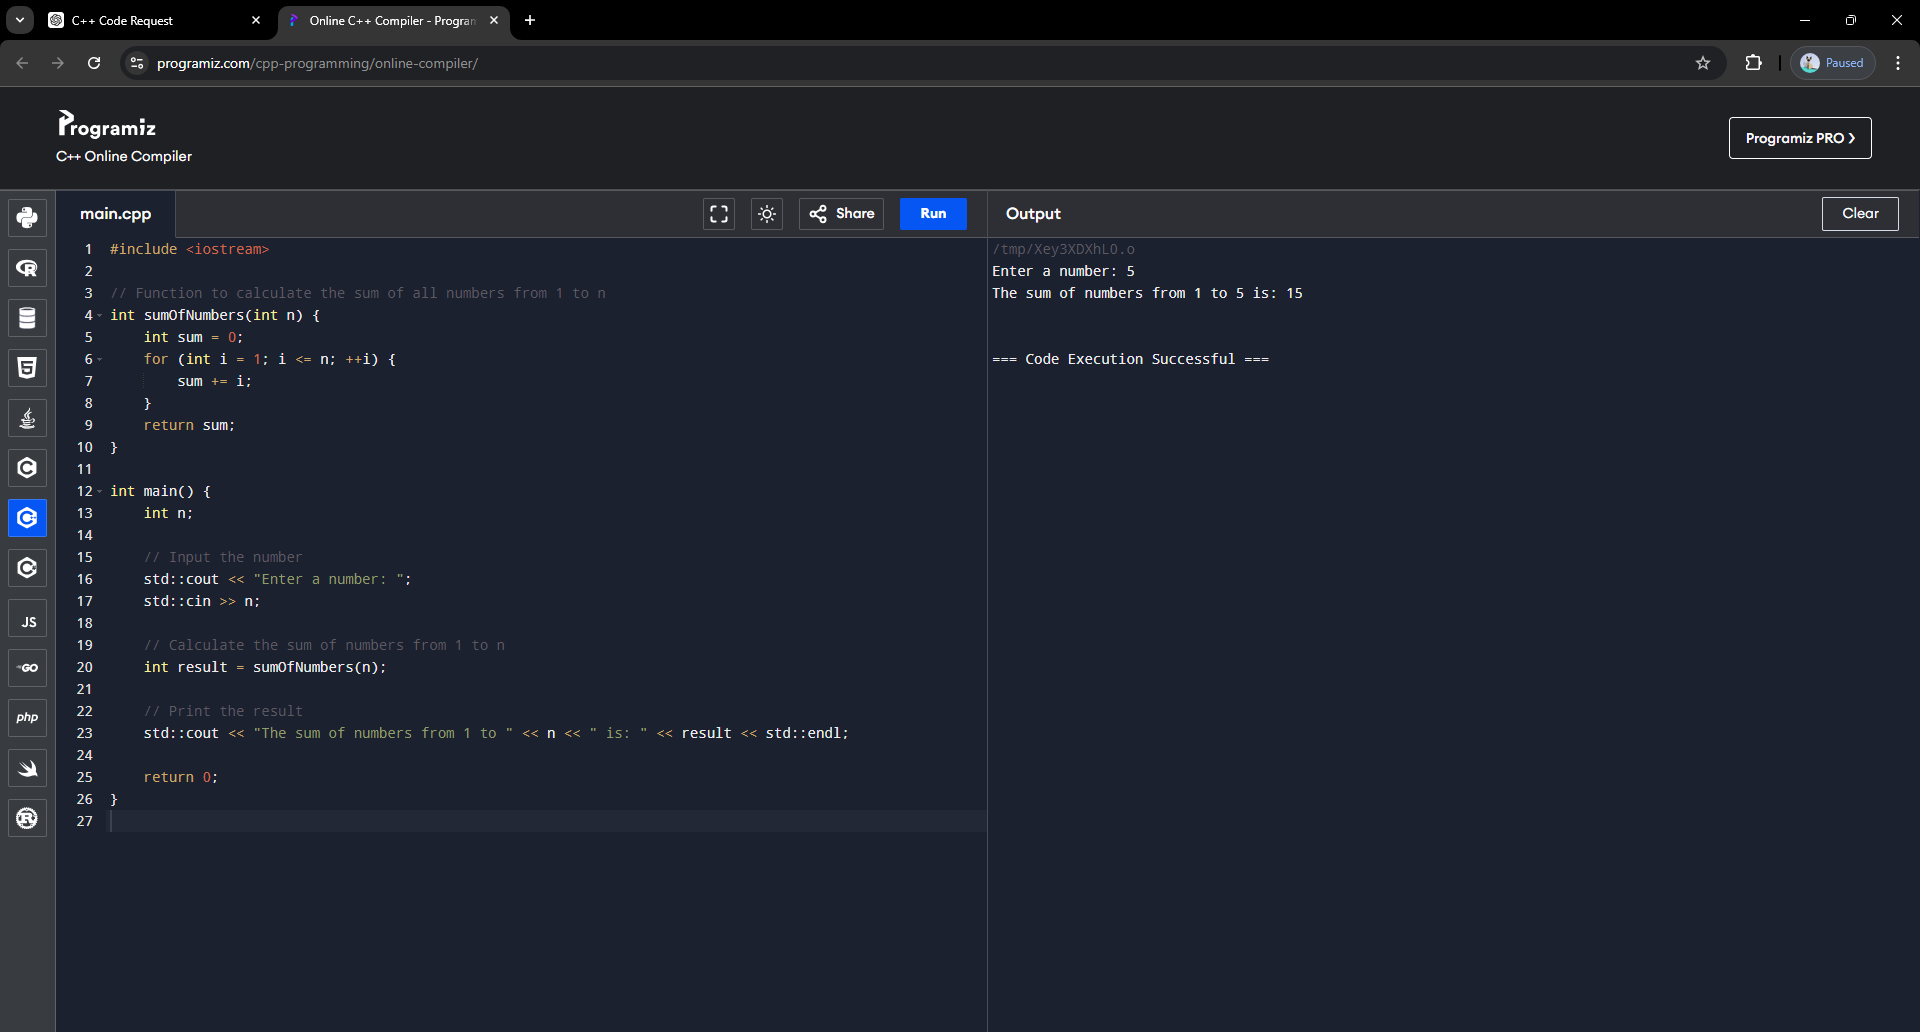 C++ Code Request
Online C++ Compiler - Program
programiz.com/cpp-programming/online-compiler/
Paused
Programiz
C++ Online Compiler
Programiz PRO
main.cpp
Share
Run
Output
Clear
1 #include <iostream>
2
3 // Function to calculate the sum of all numbers from 1 to n
4 int sumOfNumbers(int n) {
5     int sum = 0;
6     for (int i = 1; i <= n; ++i) {
7         sum += i;
8     }
9     return sum;
10 }
11
12 int main() {
13     int n;
14
15     // Input the number
16     std::cout << "Enter a number: ";
17     std::cin >> n;
18
19     // Calculate the sum of numbers from 1 to n
20     int result = sumOfNumbers(n);
21
22     // Print the result
23     std::cout << "The sum of numbers from 1 to " << n << " is: " << result << std::endl;
24
25     return 0;
26 }
27
/tmp/Xey3XDXhLO.o
Enter a number: 5
The sum of numbers from 1 to 5 is: 15
=== Code Execution Successful ===
R
5
C
C
C
JS
GO
php
R